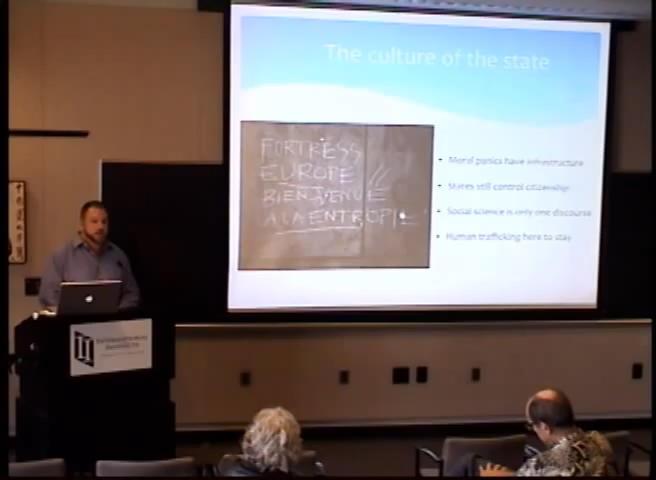 The culture of the state
FORTRESS
EUROPE //
BIENVENUE
A LA ENTROPIE
• Moral panics have infrastructure
• States still control citizenship
• Social science is only one discourse
• Human trafficking here to stay